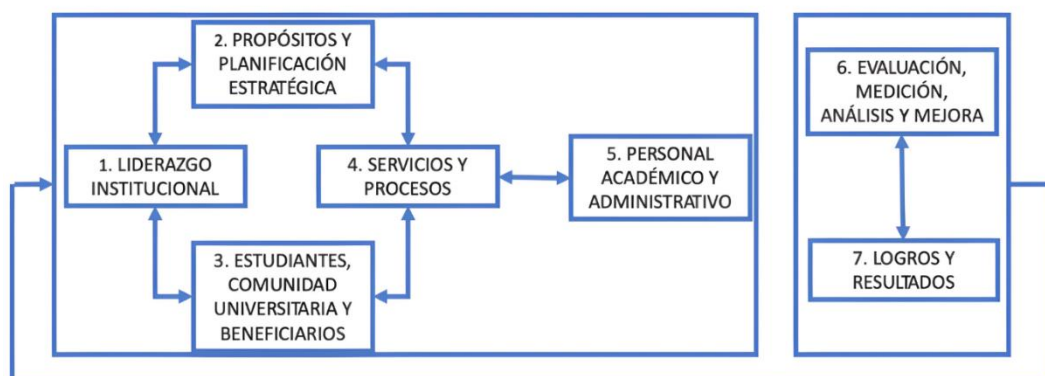 2. PROPÓSITOS Y
PLANIFICACIÓN
ESTRATÉGICA
1. LIDERAZGO
INSTITUCIONAL
4. SERVICIOS Y
PROCESOS
5. PERSONAL
ACADÉMICO Y
ADMINISTRATIVO
3. ESTUDIANTES,
COMUNIDAD
UNIVERSITARIA Y
BENEFICIARIOS
6. EVALUACIÓN,
MEDICIÓN,
ANÁLISIS Y MEJORA
7. LOGROS Y
RESULTADOS